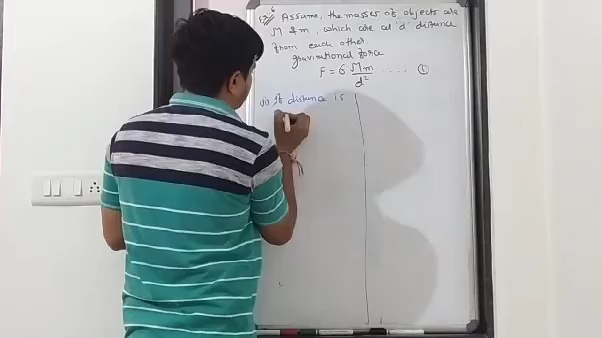 Assume, the masses of objects are
M & m, which are at 'd' distance
from each other.
gravitational force
F = G Mm / d² .... ①
If distance is